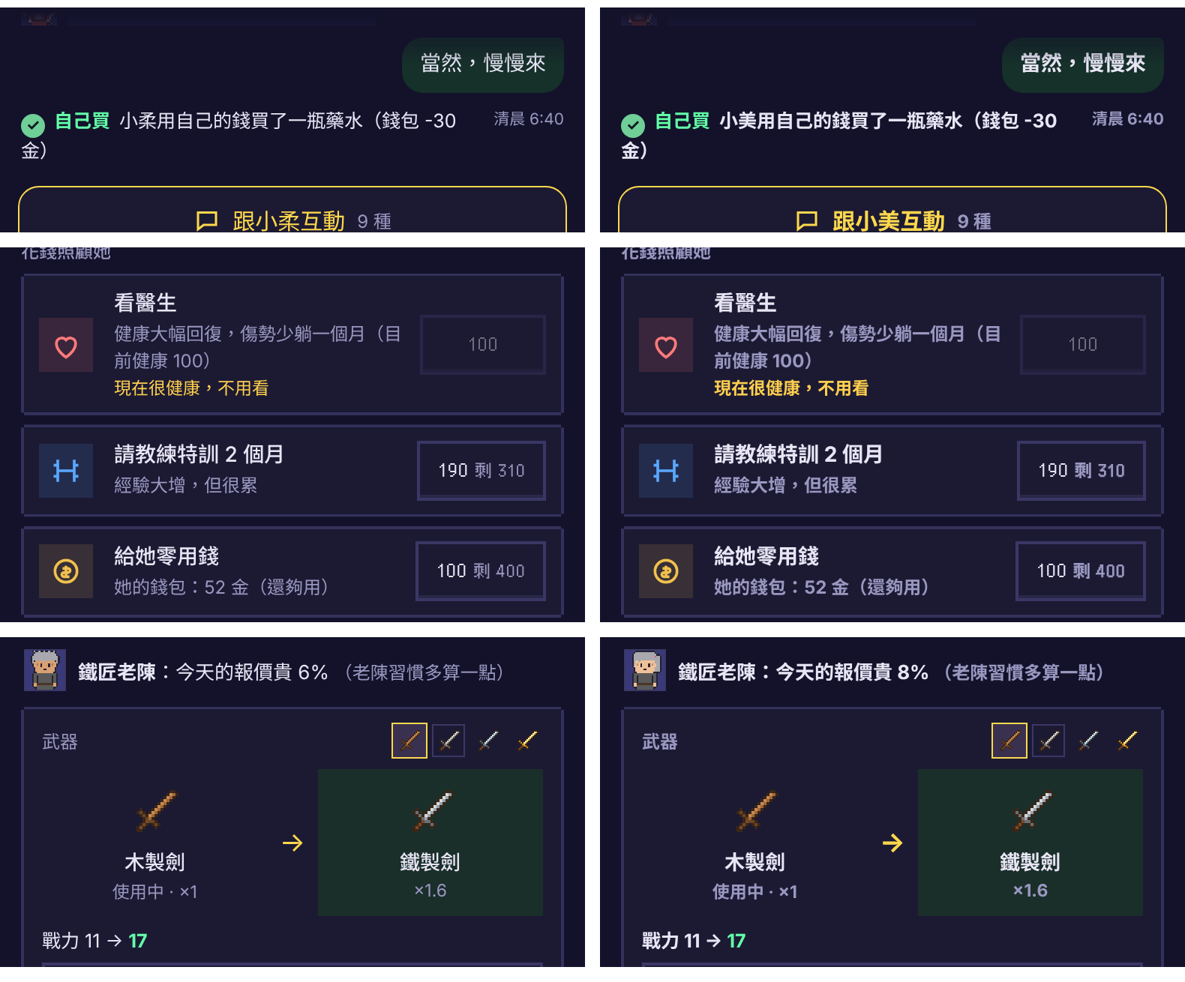 當然，慢慢來
自己買 小柔用自己的錢買了一瓶藥水（錢包 -30 金） 清晨 6:40
跟小柔互動 9 種
當然，慢慢來
自己買 小美用自己的錢買了一瓶藥水（錢包 -30 金） 清晨 6:40
跟小美互動 9 種
花錢照顧她
看醫生
健康大幅回復，傷勢少躺一個月（目
前健康 100）
現在很健康，不用看
100
請教練特訓 2 個月
經驗大增，但很累
190 剩 310
給她零用錢
她的錢包：52 金（還夠用）
100 剩 400
花錢照顧她
看醫生
健康大幅回復，傷勢少躺一個月（目
前健康 100）
現在很健康，不用看
100
請教練特訓 2 個月
經驗大增，但很累
190 剩 310
給她零用錢
她的錢包：52 金（還夠用）
100 剩 400
鐵匠老陳：今天的報價貴 6% （老陳習慣多算一點）
武器
木製劍
使用中 · ×1
→
鐵製劍
×1.6
戰力 11 → 17
鐵匠老陳：今天的報價貴 8% （老陳習慣多算一點）
武器
木製劍
使用中 · ×1
→
鐵製劍
×1.6
戰力 11 → 17